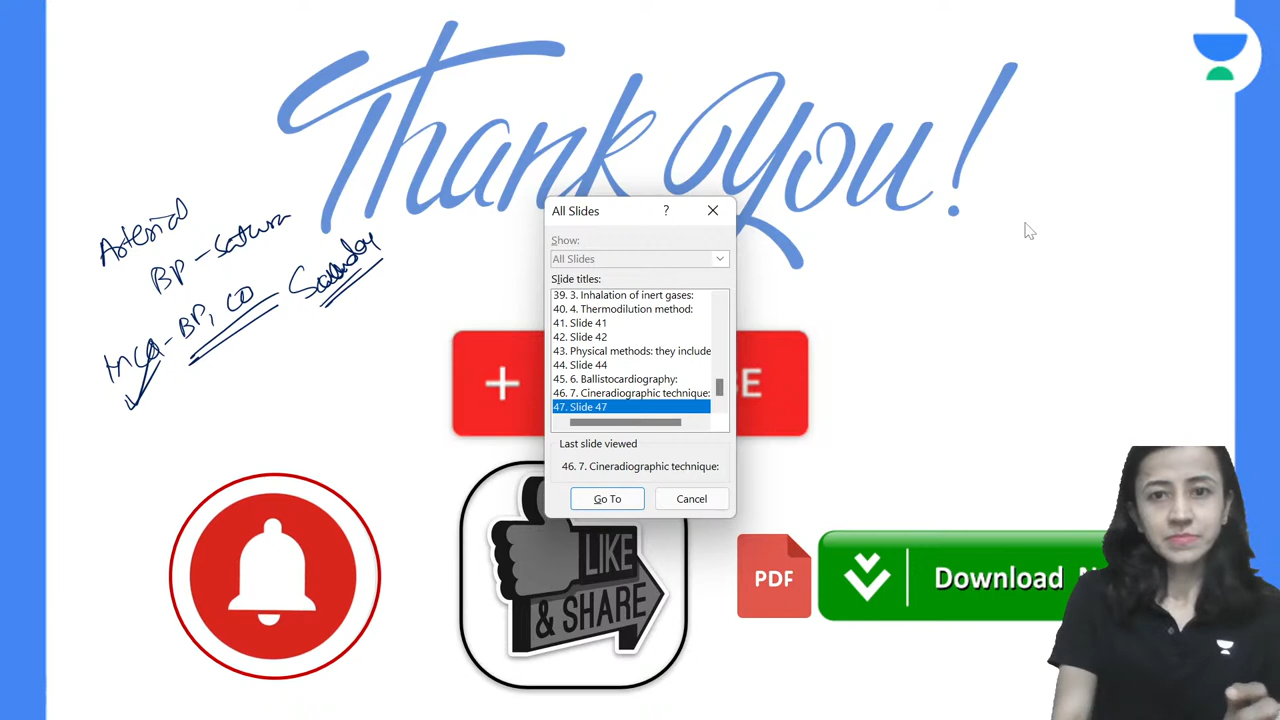 Thank You!
All Slides
?
Show:
All Slides
Slide titles:
39. 3. Inhalation of inert gases:
40. 4. Thermodilution method:
41. Slide 41
42. Slide 42
43. Physical methods: they include
44. Slide 44
45. 6. Ballistocardiography:
46. 7. Cineradiographic technique:
47. Slide 47
Last slide viewed
46. 7. Cineradiographic technique:
Go To
Cancel
Arterial
BP -
MCQ - BP, CO Saturday
+ BE
LIKE
& SHARE
PDF
Download N